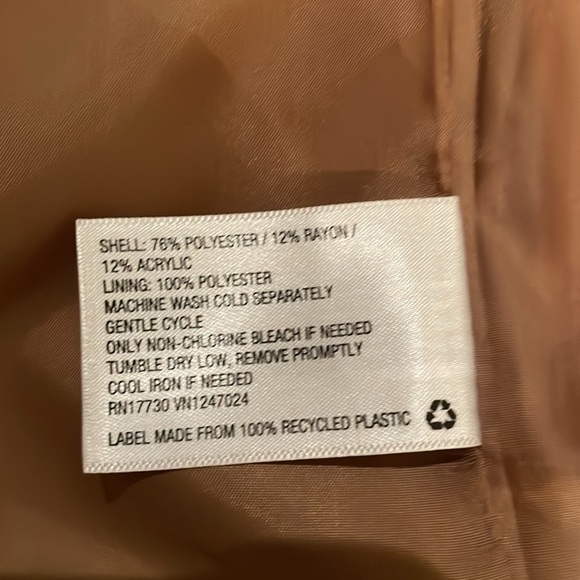 SHELL: 76% POLYESTER / 12% RAYON /
12% ACRYLIC
LINING: 100% POLYESTER
MACHINE WASH COLD SEPARATELY
GENTLE CYCLE
ONLY NON-CHLORINE BLEACH IF NEEDED
TUMBLE DRY LOW, REMOVE PROMPTLY
COOL IRON IF NEEDED
RN17730 VN1247024
LABEL MADE FROM 100% RECYCLED PLASTIC